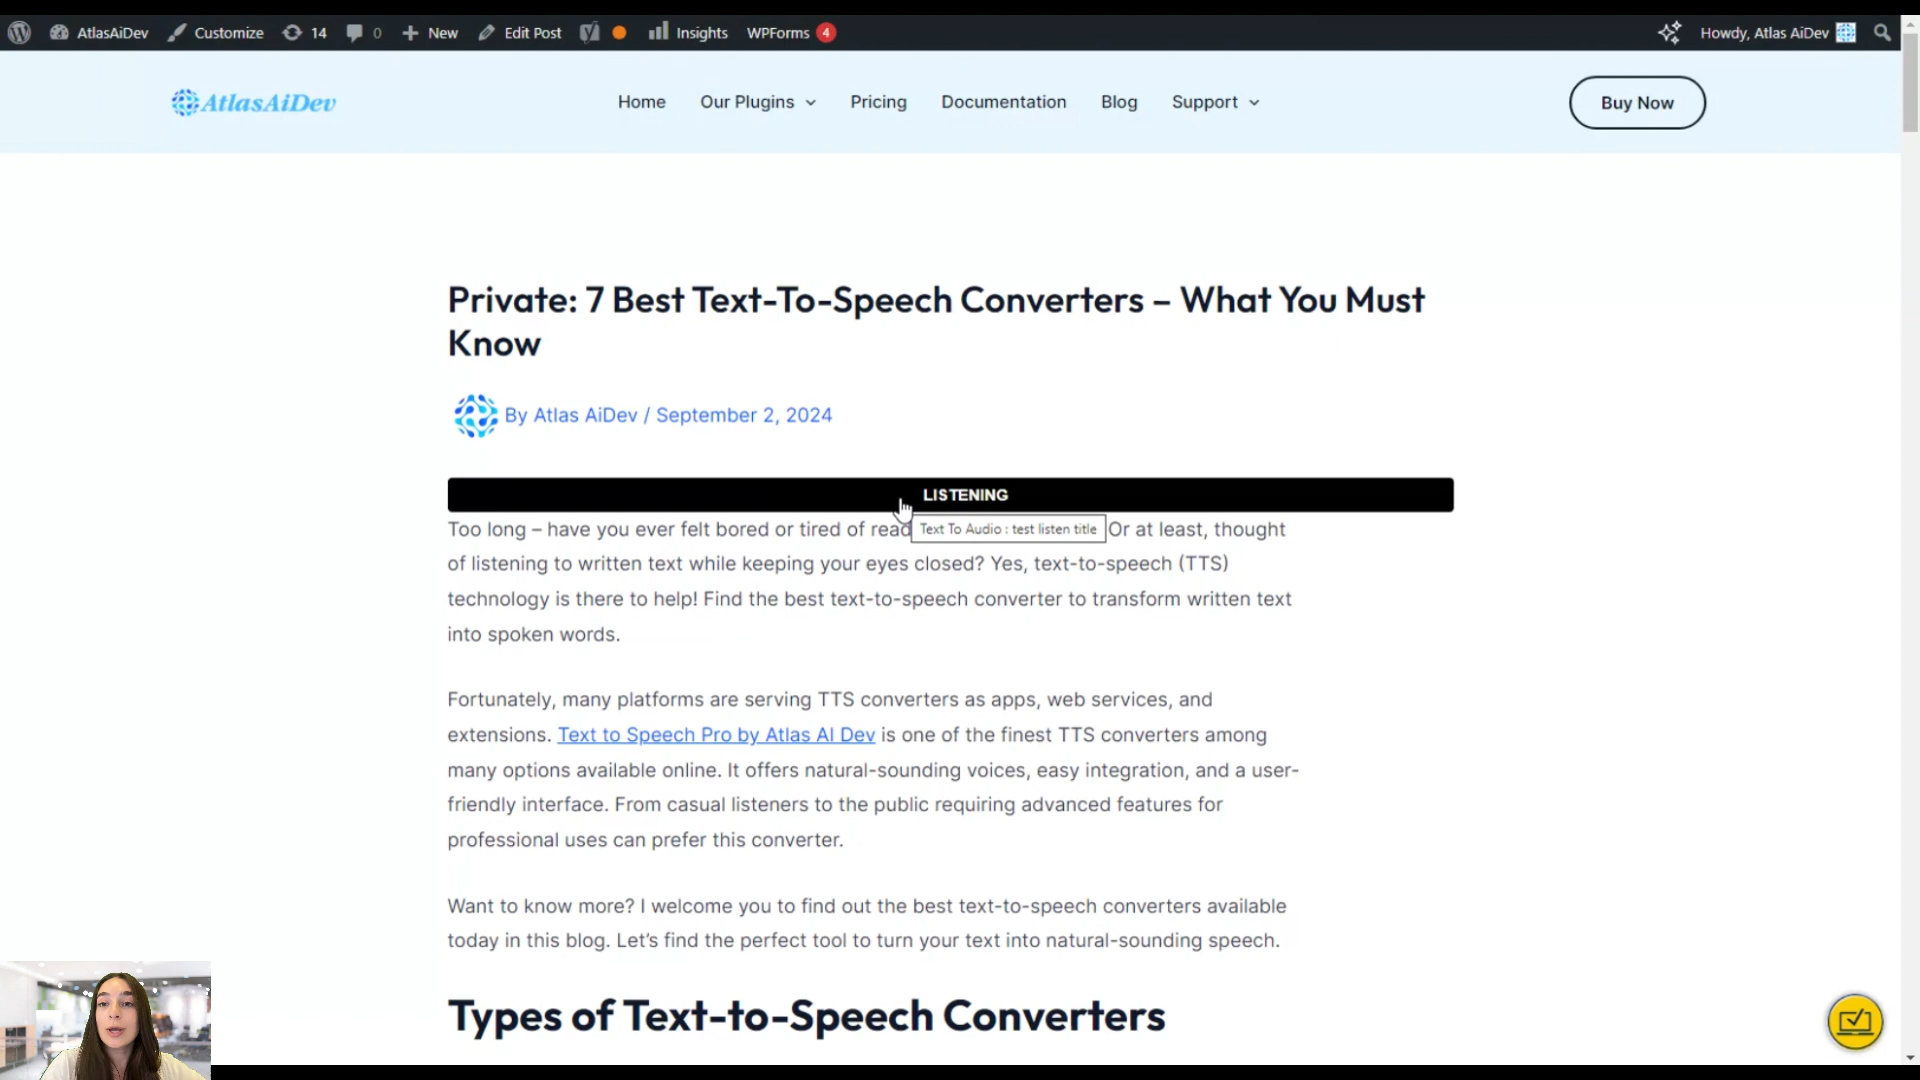 AtlasAiDev Customize 14 0 New Edit Post Insights WPForms 4 Howdy, Atlas AiDev
AtlasAiDev Home Our Plugins Pricing Documentation Blog Support Buy Now
Private: 7 Best Text-To-Speech Converters – What You Must
Know
By Atlas AiDev / September 2, 2024
LISTENING
Too long – have you ever felt bored or tired of read Text To Audio : test listen title Or at least, thought
of listening to written text while keeping your eyes closed? Yes, text-to-speech (TTS)
technology is there to help! Find the best text-to-speech converter to transform written text
into spoken words.
Fortunately, many platforms are serving TTS converters as apps, web services, and
extensions. Text to Speech Pro by Atlas AI Dev is one of the finest TTS converters among
many options available online. It offers natural-sounding voices, easy integration, and a user-
friendly interface. From casual listeners to the public requiring advanced features for
professional uses can prefer this converter.
Want to know more? I welcome you to find out the best text-to-speech converters available
today in this blog. Let's find the perfect tool to turn your text into natural-sounding speech.
Types of Text-to-Speech Converters